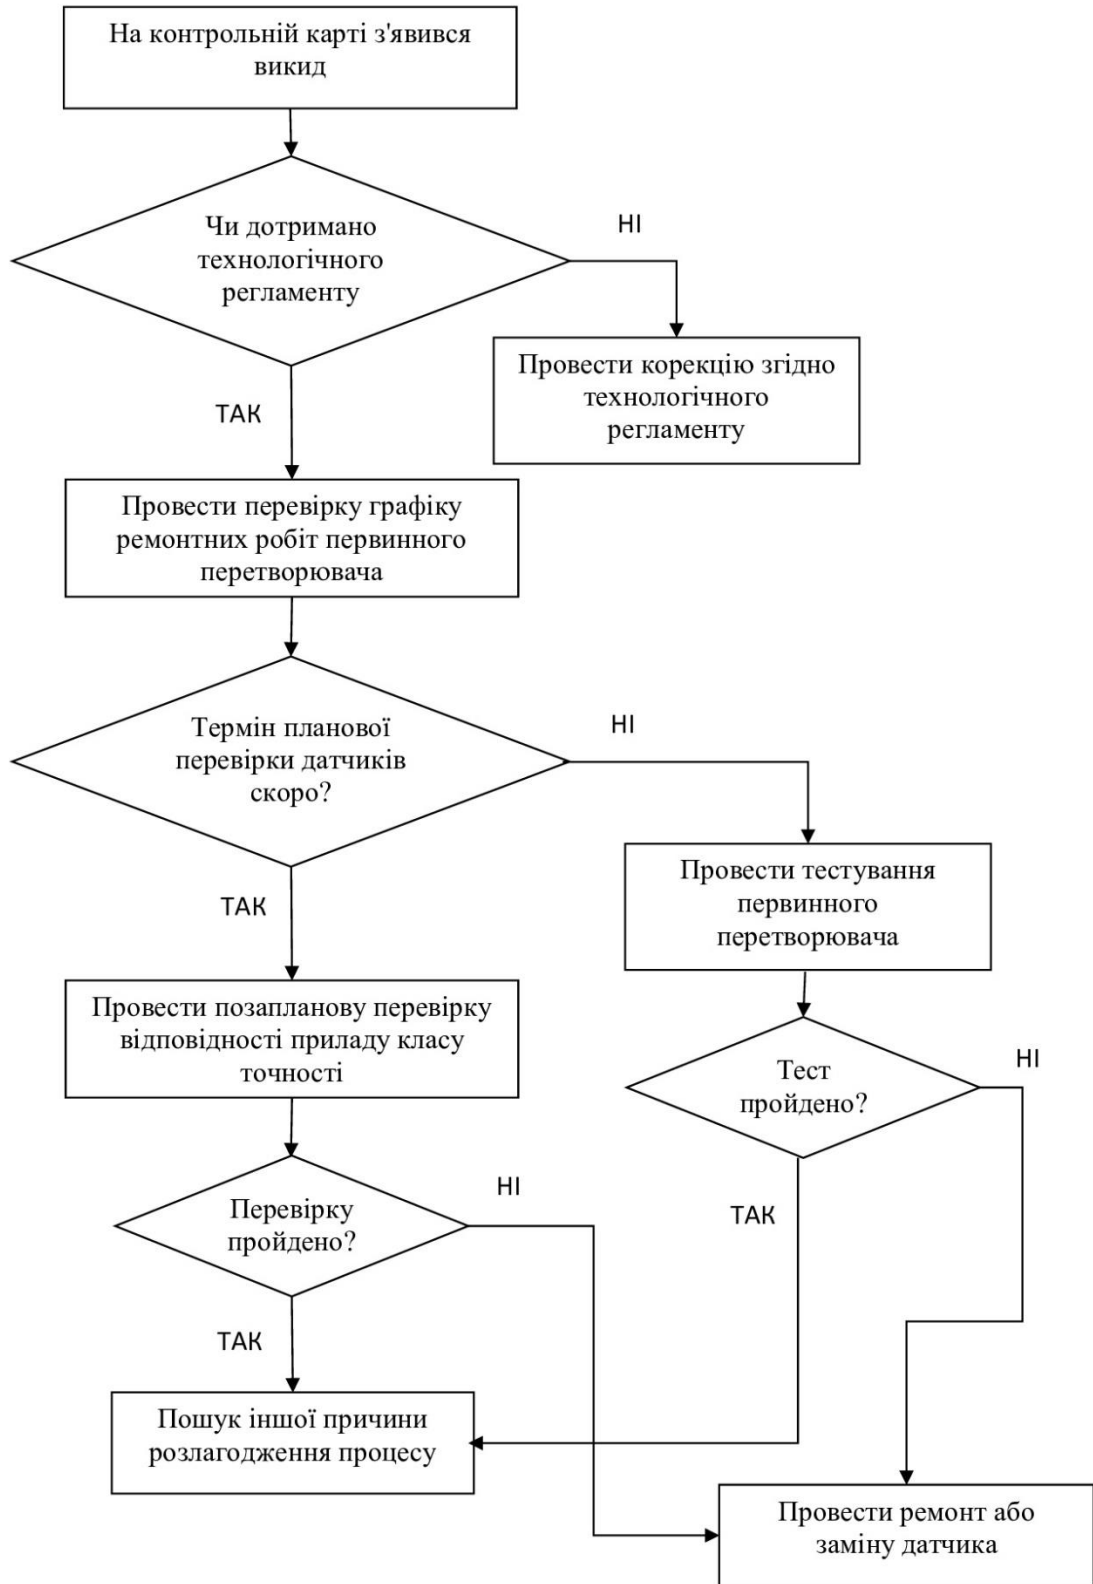 На контрольній карті з'явився
викид
Чи дотримано
технологічного
регламенту
НІ
Провести корекцію згідно
технологічного
регламенту
ТАК
Провести перевірку графіку
ремонтних робіт первинного
перетворювача
Термін планової
перевірки датчиків
скоро?
НІ
Провести тестування
первинного
перетворювача
ТАК
Провести позапланову перевірку
відповідності приладу класу
точності
Тест
пройдено?
НІ
Перевірку
пройдено?
НІ
ТАК
ТАК
Пошук іншої причини
розлагодження процесу
Провести ремонт або
заміну датчика